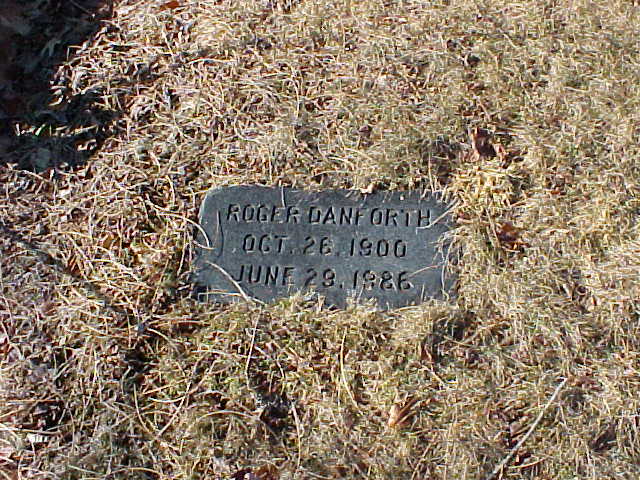 ROGER DANFORTH
OCT. 26. 1900
JUNE 29. 1986